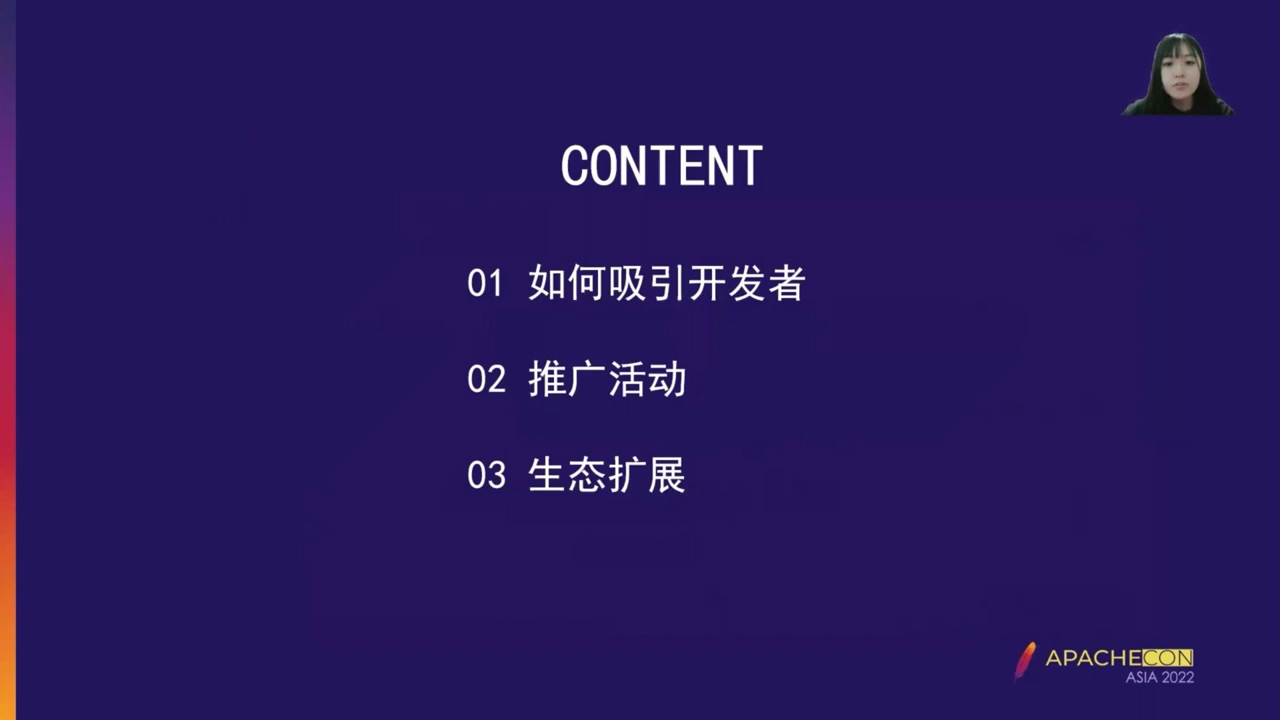 CONTENT
01 如何吸引开发者
02 推广活动
03 生态扩展
APACHECON
ASIA 2022